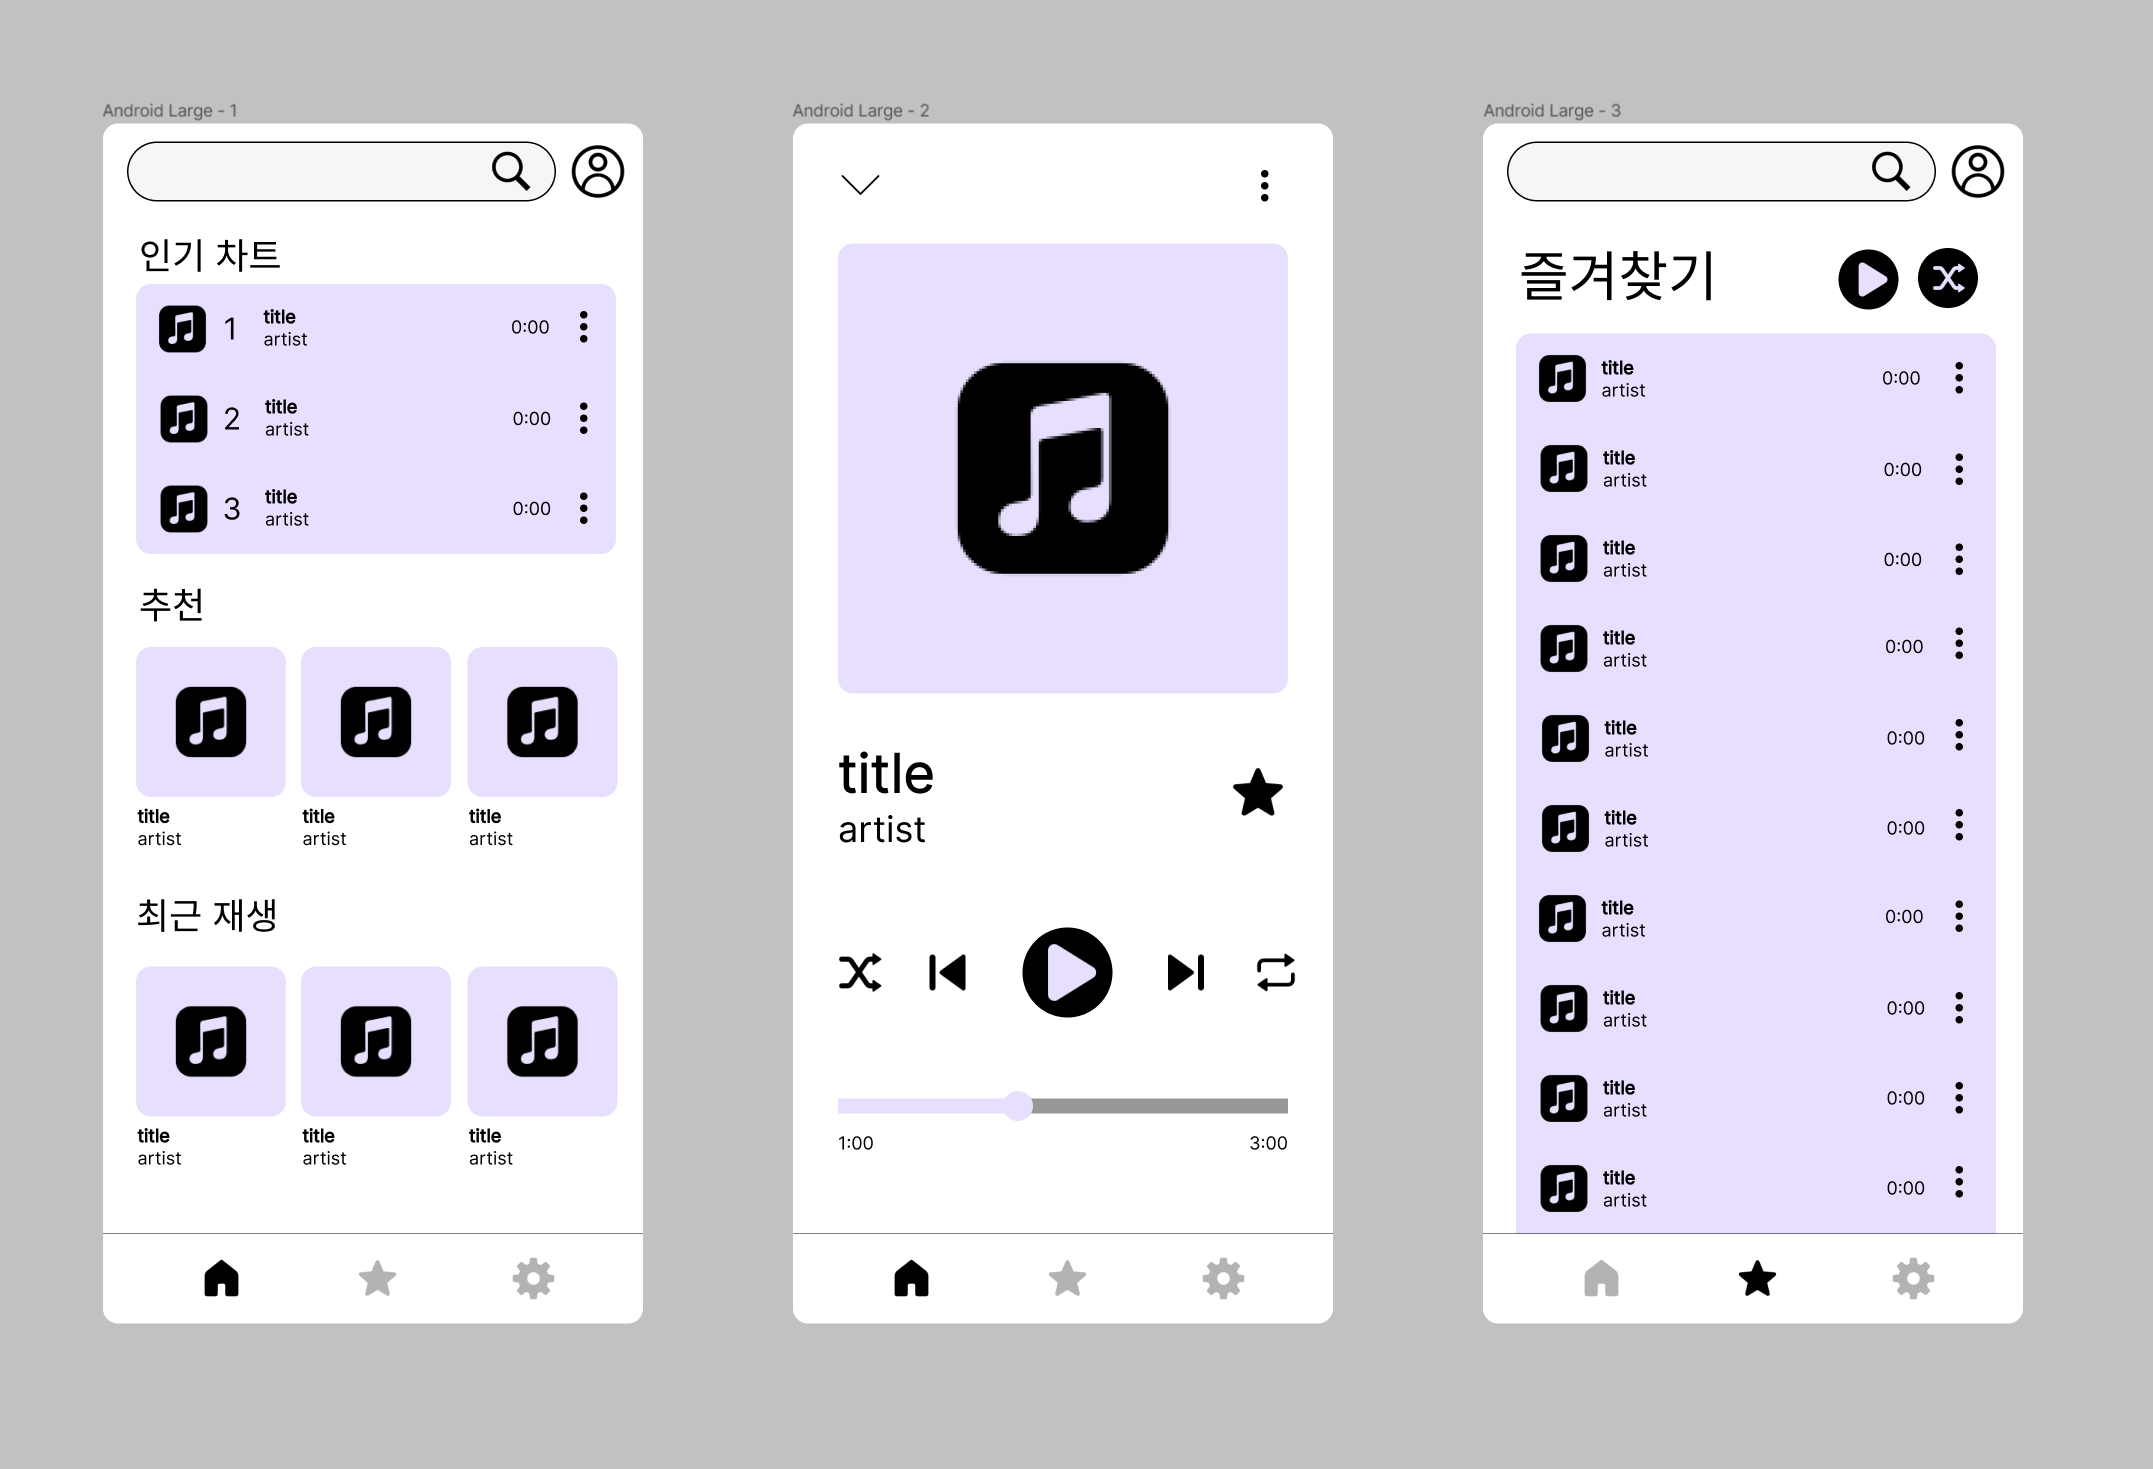 Android Large - 1
인기 차트
1
title
artist
0:00
2
title
artist
0:00
3
title
artist
0:00
추천
title
artist
title
artist
title
artist
최근 재생
title
artist
title
artist
title
artist
Android Large - 2
title
artist
1:00
3:00
Android Large - 3
즐겨찾기
title
artist
0:00
title
artist
0:00
title
artist
0:00
title
artist
0:00
title
artist
0:00
title
artist
0:00
title
artist
0:00
title
artist
0:00
title
artist
0:00
title
artist
0:00